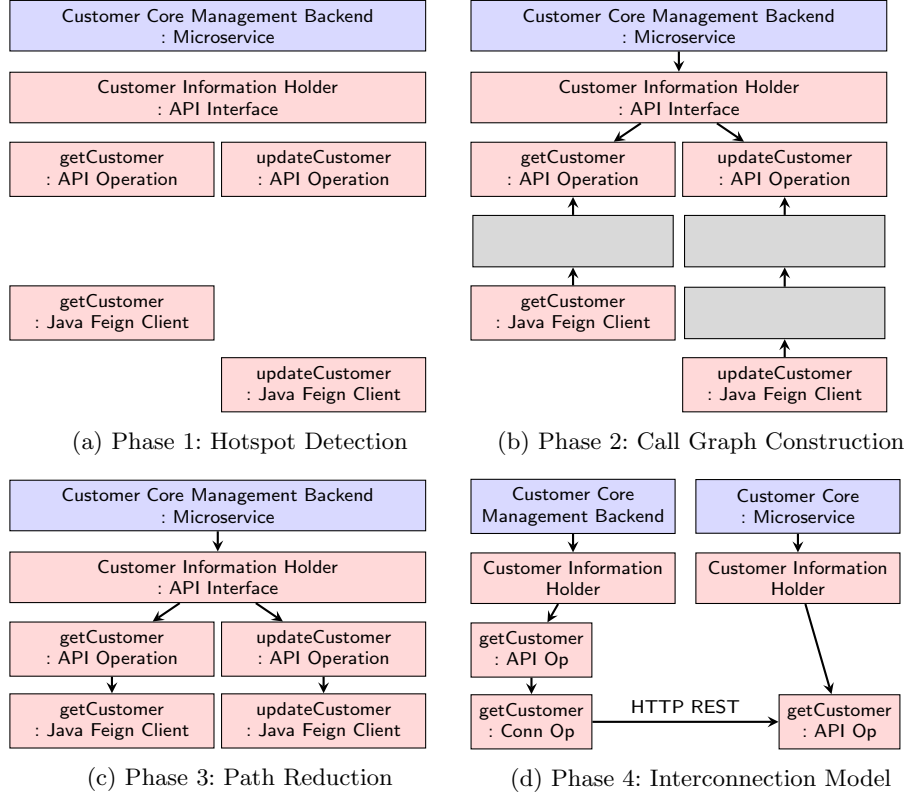 Customer Core Management Backend
: Microservice
Customer Information Holder
: API Interface
getCustomer
: API Operation
updateCustomer
: API Operation
getCustomer
: Java Feign Client
updateCustomer
: Java Feign Client
(a) Phase 1: Hotspot Detection
Customer Core Management Backend
: Microservice
Customer Information Holder
: API Interface
getCustomer
: API Operation
updateCustomer
: API Operation
getCustomer
: Java Feign Client
updateCustomer
: Java Feign Client
(b) Phase 2: Call Graph Construction
Customer Core Management Backend
: Microservice
Customer Information Holder
: API Interface
getCustomer
: API Operation
updateCustomer
: API Operation
getCustomer
: Java Feign Client
updateCustomer
: Java Feign Client
(c) Phase 3: Path Reduction
Customer Core
Management Backend
Customer Core
: Microservice
Customer Information
Holder
Customer Information
Holder
getCustomer
: API Op
getCustomer
: Conn Op
HTTP REST
getCustomer
: API Op
(d) Phase 4: Interconnection Model